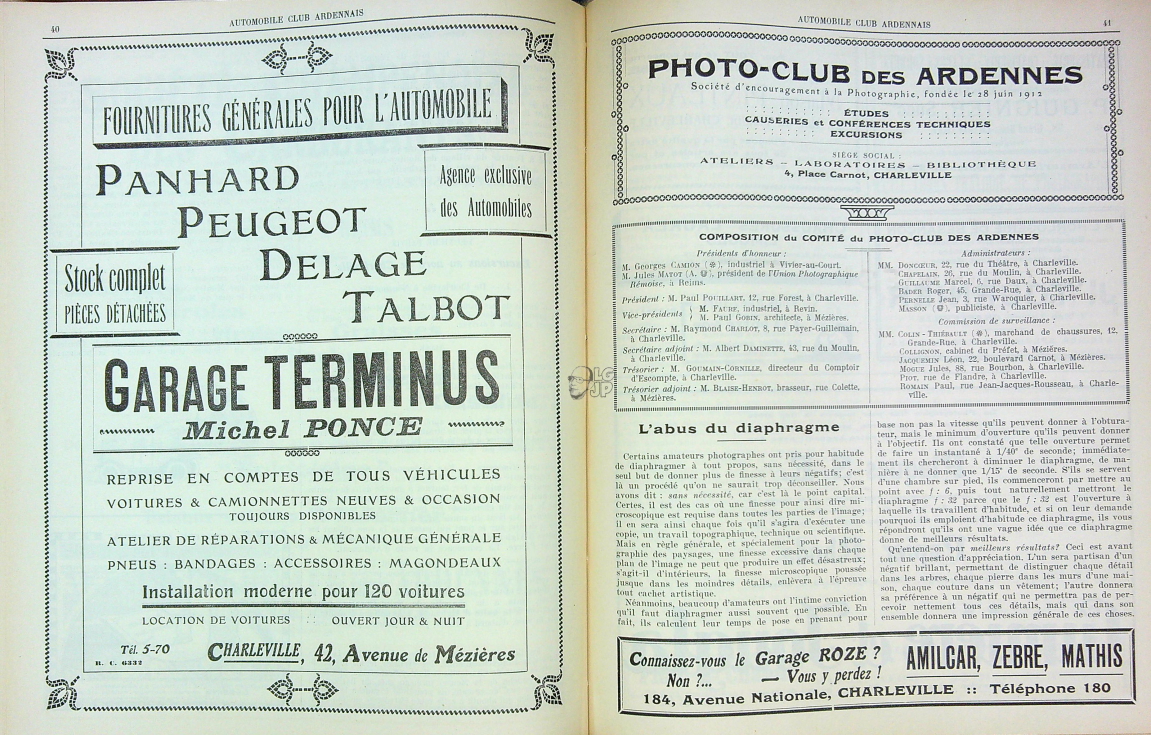 40
AUTOMOBILE CLUB ARDENNAIS
FOURNITURES GÉNÉRALES POUR L'AUTOMOBILE
PANHARD
PEUGEOT
DELAGE
TALBOT
Agence exclusive
des Automobiles
Stock complet
PIÈCES DÉTACHÉES
GARAGE TERMINUS
Michel PONCE
REPRISE EN COMPTES DE TOUS VÉHICULES
VOITURES & CAMIONNETTES NEUVES & OCCASION
TOUJOURS DISPONIBLES
ATELIER DE RÉPARATIONS & MÉCANIQUE GÉNÉRALE
PNEUS : BANDAGES : ACCESSOIRES : MAGONDEAUX
Installation moderne pour 120 voitures
LOCATION DE VOITURES :: OUVERT JOUR & NUIT
Tél. 5-70
R. C. 6332
CHARLEVILLE, 42, Avenue de Mézières
AUTOMOBILE CLUB ARDENNAIS
41
PHOTO-CLUB DES ARDENNES
Société d'encouragement à la Photographie, fondée le 28 juin 1912
ÉTUDES
CAUSERIES et CONFÉRENCES TECHNIQUES
EXCURSIONS
SIÈGE SOCIAL :
ATELIERS – LABORATOIRES – BIBLIOTHÈQUE
4, Place Carnot, CHARLEVILLE
COMPOSITION du COMITÉ du PHOTO-CLUB DES ARDENNES
Présidents d'honneur :
M. Georges CAMION (※), industriel à Vivier-au-Court.
M. Jules MATOT (A. ☉), président de l'Union Photographique
Rémoise, à Reims.
Président : M. Paul POUILLART, 12, rue Forest, à Charleville.
Vice-présidents { M. FAURE, industriel, à Revin.
M. Paul GOBIN, architecte, à Mézières.
Secrétaire : M. Raymond CHARLOT, 8, rue Payer-Guillemain,
à Charleville.
Secrétaire adjoint : M. Albert DAMINETTE, 43, rue du Moulin,
à Charleville.
Trésorier : M. GOUMAIN-CORNILLE, directeur du Comptoir
d'Escompte, à Charleville.
Trésorier adjoint : M. BLAISE-HENROT, brasseur, rue Colette,
à Mézières.
Administrateurs :
MM. DONCŒUR, 22, rue du Théâtre, à Charleville.
CHAPELAIN, 26, rue du Moulin, à Charleville.
GUILLAUME Marcel, 6, rue Daux, à Charleville.
BADER Roger, 45, Grande-Rue, à Charleville.
PERNELLE Jean, 3, rue Waroquier, à Charleville.
MASSON (☉), publiciste, à Charleville.
Commission de surveillance :
MM. COLIN-THIÉBAULT (※), marchand de chaussures, 12,
Grande-Rue, à Charleville.
COLLIGNON, cabinet du Préfet, à Mézières.
JACQUEMIN Léon, 22, boulevard Carnot, à Mézières.
MOGUE Jules, 88, rue Bourbon, à Charleville.
PIOT, rue de Flandre, à Charleville.
ROMAIN Paul, rue Jean-Jacques-Rousseau, à Charle-
ville.
LG
JP
L'abus du diaphragme
Certains amateurs photographes ont pris pour habitude
de diaphragmer à tout propos, sans nécessité, dans le
seul but de donner plus de finesse à leurs négatifs; c'est
là un procédé qu'on ne saurait trop déconseiller. Nous
avons dit : sans nécessité, car c'est là le point capital.
Certes, il est des cas où une finesse pour ainsi dire mi-
croscopique est requise dans toutes les parties de l'image;
il en sera ainsi chaque fois qu'il s'agira d'exécuter une
copie, un travail topographique, technique ou scientifique.
Mais en règle générale, et spécialement pour la photo-
graphie des paysages, une finesse excessive dans chaque
plan de l'image ne peut que produire un effet désastreux;
s'agit-il d'intérieurs, la finesse microscopique poussée
jusque dans les moindres détails, enlèvera à l'épreuve
tout cachet artistique.
Néanmoins, beaucoup d'amateurs ont l'intime conviction
qu'il faut diaphragmer aussi souvent que possible. En
fait, ils calculent leur temps de pose en prenant pour
base non pas la vitesse qu'ils peuvent donner à l'obtura-
teur, mais le minimum d'ouverture qu'ils peuvent donner
à l'objectif. Ils ont constaté que telle ouverture permet
de faire un instantané à 1/40" de seconde; immédiate-
ment ils chercheront à diminuer le diaphragme, de ma-
nière à ne donner que 1/15" de seconde. S'ils se servent
d'une chambre sur pied, ils commenceront par mettre au
point avec f : 6, puis tout naturellement mettront le
diaphragme f : 32 parce que le f : 32 est l'ouverture à
laquelle ils travaillent d'habitude, et si on leur demande
pourquoi ils emploient d'habitude ce diaphragme, ils vous
répondront qu'ils ont une vague idée que ce diaphragme
donne de meilleurs résultats.
Qu'entend-on par meilleurs résultats? Ceci est avant
tout une question d'appréciation. L'un sera partisan d'un
négatif brillant, permettant de distinguer chaque détail
dans les arbres, chaque pierre dans les murs d'une mai-
son, chaque couture dans un vêtement; l'autre donnera
sa préférence à un négatif qui ne permettra pas de per-
cevoir nettement tous ces détails, mais qui dans son
ensemble donnera une impression générale de ces choses.
Connaissez-vous le Garage ROZE ?
Non ?... — Vous y perdez !
AMILCAR, ZEBRE, MATHIS
184, Avenue Nationale, CHARLEVILLE :: Téléphone 180